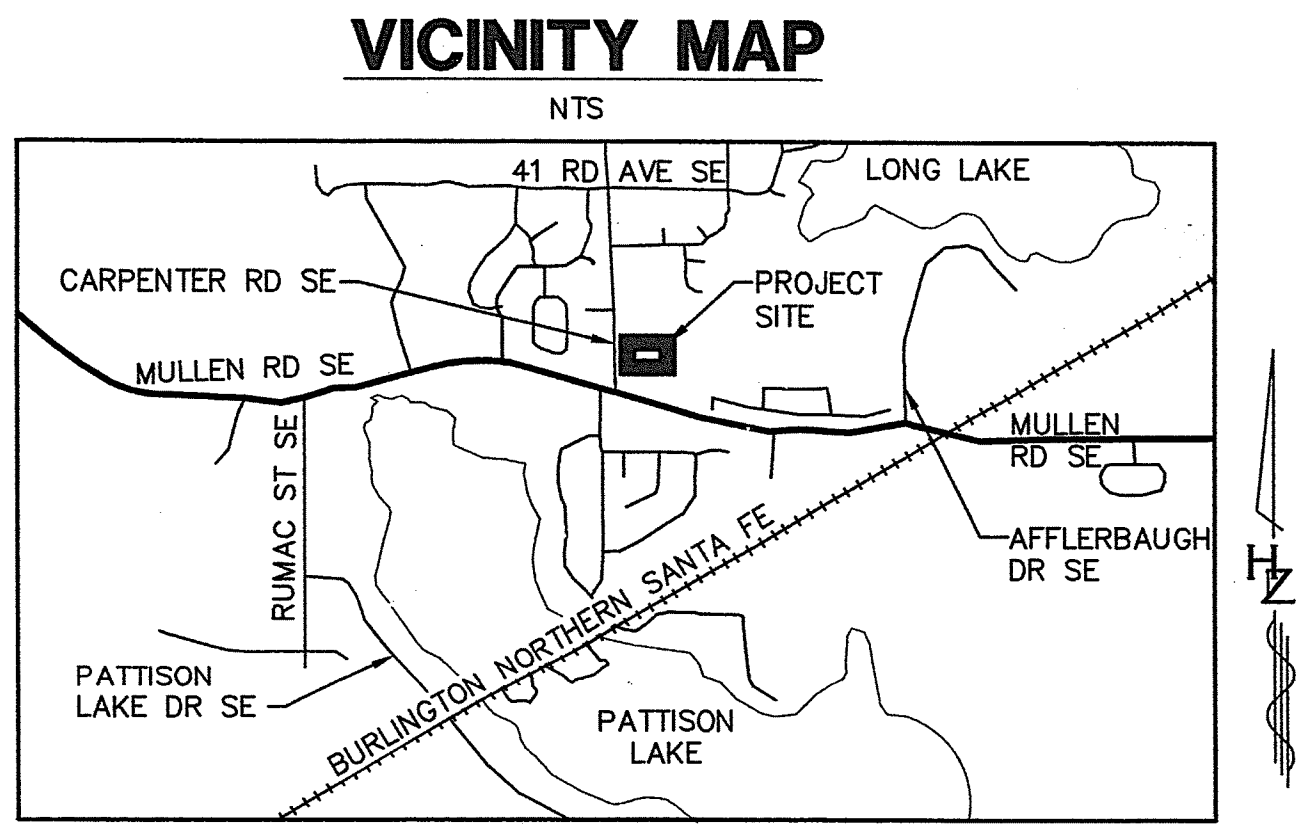 VICINITY MAP
NTS
41 RD AVE SE
LONG LAKE
CARPENTER RD SE
PROJECT
SITE
MULLEN RD SE
MULLEN
RD SE
RUMAC ST SE
AFFLERBAUGH
DR SE
BURLINGTON NORTHERN SANTA FE
PATTISON
LAKE DR SE
PATTISON
LAKE
N